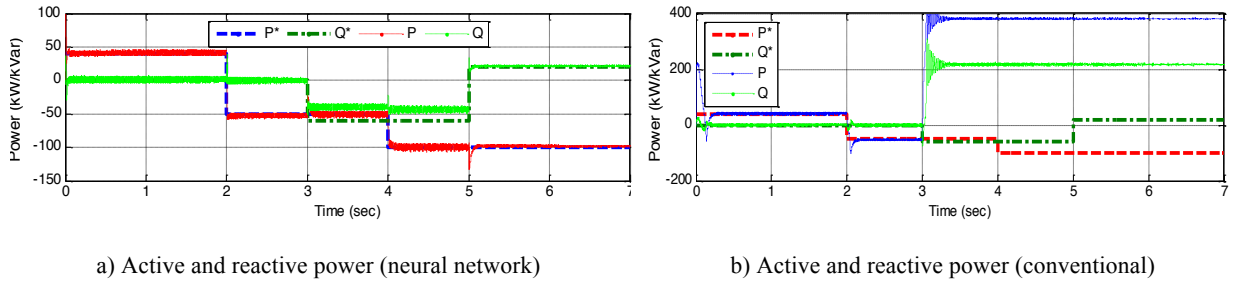 100
50
0
-50
-100
-150
Power (kW/kVar)
P* Q* P Q
0 1 2 3 4 5 6 7
Time (sec)
a) Active and reactive power (neural network)
400
200
0
-200
Power (kW/kVar)
P*
Q*
P
Q
0 1 2 3 4 5 6 7
Time (sec)
b) Active and reactive power (conventional)